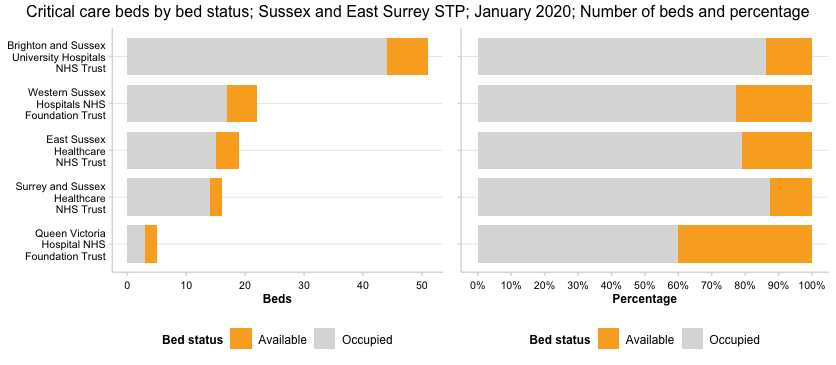 Critical care beds by bed status; Sussex and East Surrey STP; January 2020; Number of beds and percentage
Brighton and Sussex
University Hospitals
NHS Trust
Western Sussex
Hospitals NHS
Foundation Trust
East Sussex
Healthcare
NHS Trust
Surrey and Sussex
Healthcare
NHS Trust
Queen Victoria
Hospital NHS
Foundation Trust
0 10 20 30 40 50
Beds
0% 10% 20% 30% 40% 50% 60% 70% 80% 90% 100%
Percentage
Bed status Available Occupied
Bed status Available Occupied